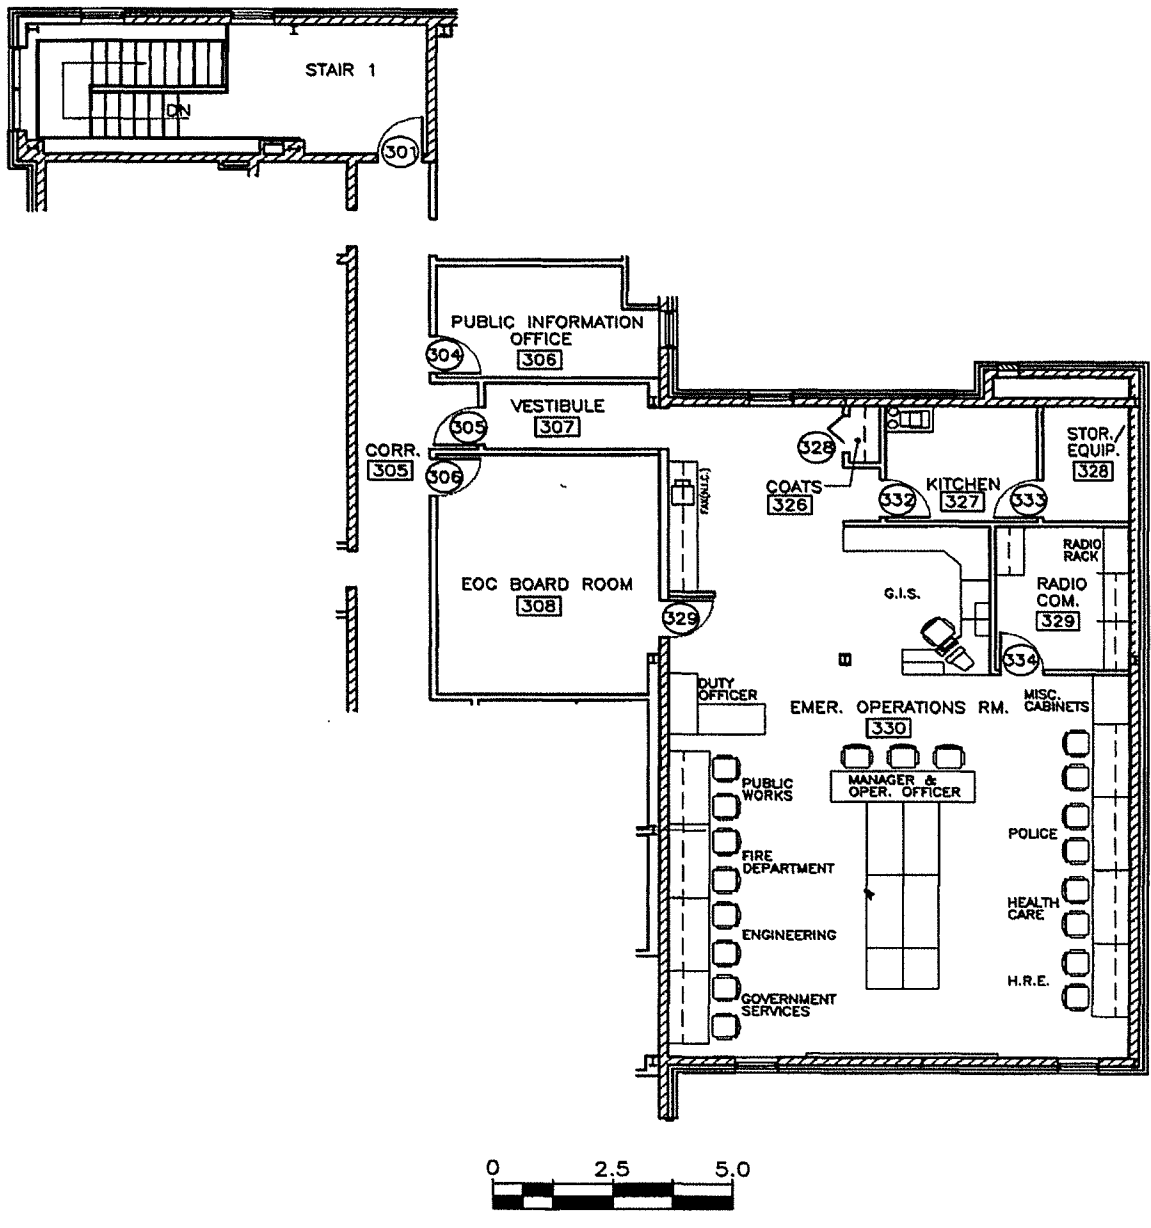 STAIR 1
DN
301
PUBLIC INFORMATION
OFFICE
306
304
VESTIBULE
307
305
CORR.
305
306
328
COATS
326
332
KITCHEN
327
333
STOR.
EQUIP.
328
FAX(N.I.C.)
EOC BOARD ROOM
308
329
G.I.S.
RADIO
RACK
RADIO
COM.
329
334
DUTY
OFFICER
EMER. OPERATIONS RM.
330
MISC.
CABINETS
MANAGER &
OPER. OFFICER
PUBLIC
WORKS
FIRE
DEPARTMENT
ENGINEERING
GOVERNMENT
SERVICES
POLICE
HEALTH
CARE
H.R.E.
0 2.5 5.0